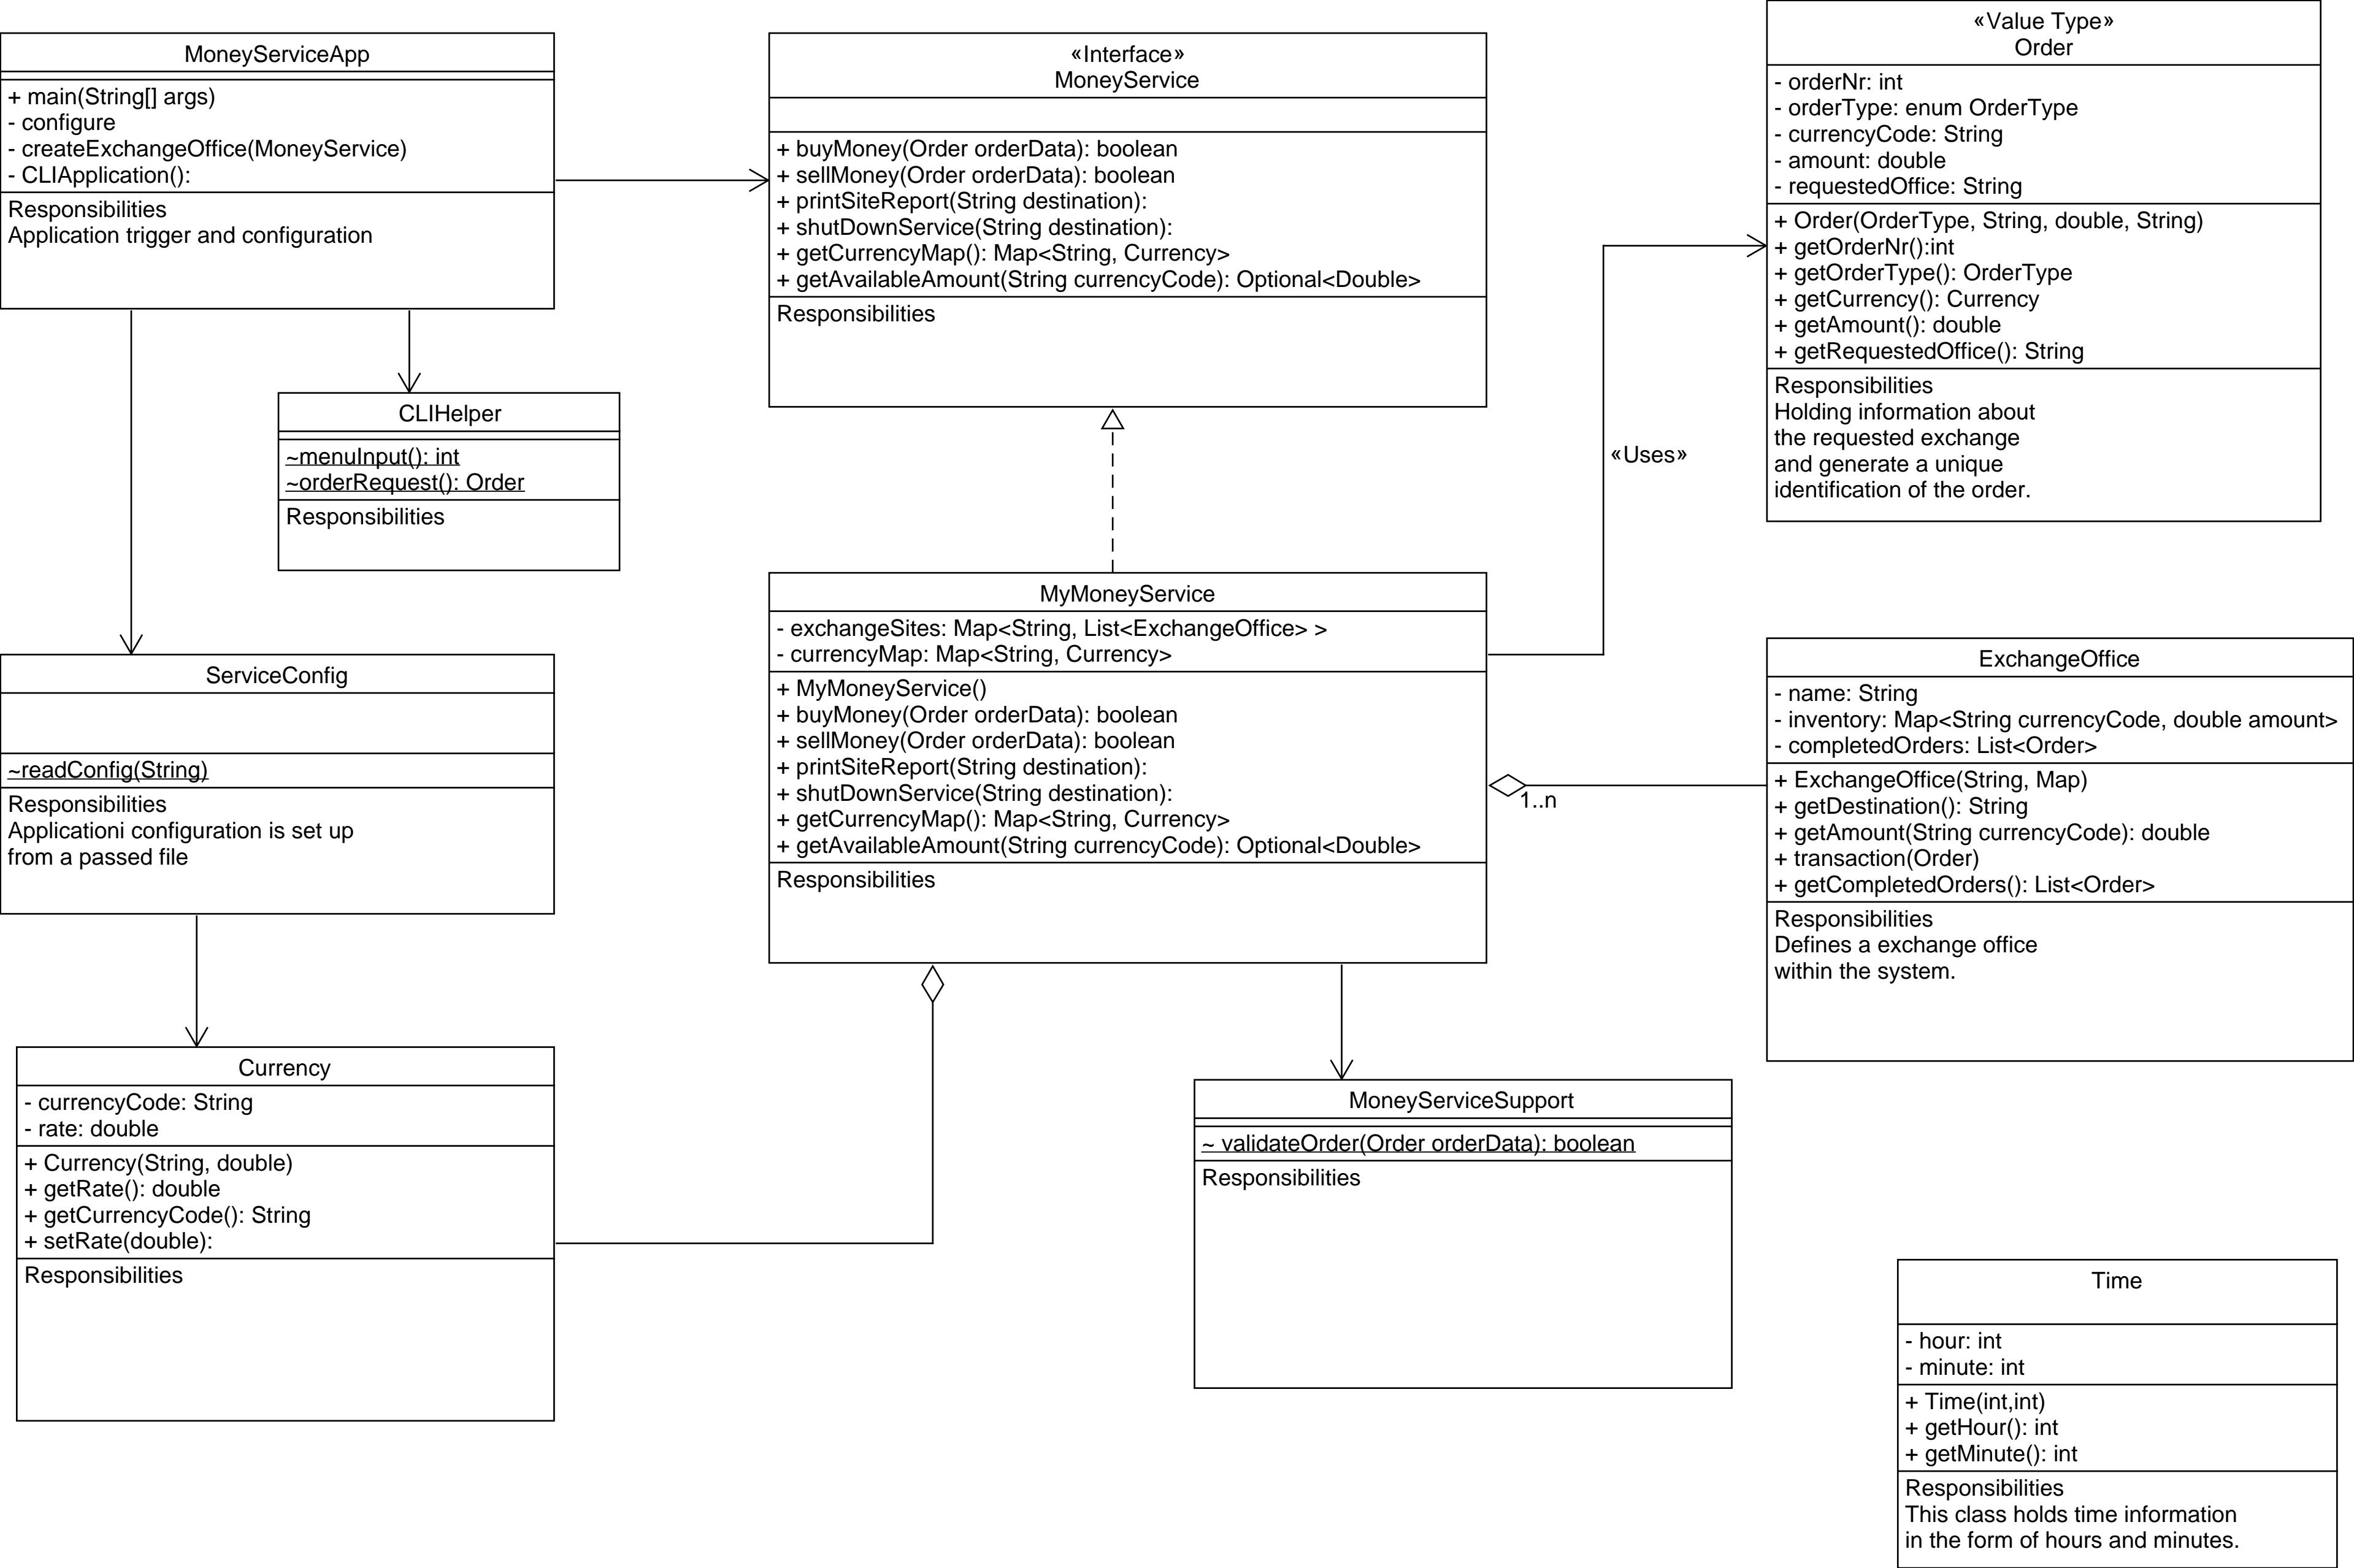 MoneyServiceApp
+ main(String[] args)
- configure
- createExchangeOffice(MoneyService)
- CLIApplication():
Responsibilities
Application trigger and configuration
«Interface»
MoneyService
+ buyMoney(Order orderData): boolean
+ sellMoney(Order orderData): boolean
+ printSiteReport(String destination):
+ shutDownService(String destination):
+ getCurrencyMap(): Map<String, Currency>
+ getAvailableAmount(String currencyCode): Optional<Double>
Responsibilities
«Value Type»
Order
- orderNr: int
- orderType: enum OrderType
- currencyCode: String
- amount: double
- requestedOffice: String
+ Order(OrderType, String, double, String)
+ getOrderNr():int
+ getOrderType(): OrderType
+ getCurrency(): Currency
+ getAmount(): double
+ getRequestedOffice(): String
Responsibilities
Holding information about
the requested exchange
and generate a unique
identification of the order.
CLIHelper
~menuInput(): int
~orderRequest(): Order
Responsibilities
«Uses»
MyMoneyService
- exchangeSites: Map<String, List<ExchangeOffice> >
- currencyMap: Map<String, Currency>
+ MyMoneyService()
+ buyMoney(Order orderData): boolean
+ sellMoney(Order orderData): boolean
+ printSiteReport(String destination):
+ shutDownService(String destination):
+ getCurrencyMap(): Map<String, Currency>
+ getAvailableAmount(String currencyCode): Optional<Double>
Responsibilities
1..n
ExchangeOffice
- name: String
- inventory: Map<String currencyCode, double amount>
- completedOrders: List<Order>
+ ExchangeOffice(String, Map)
+ getDestination(): String
+ getAmount(String currencyCode): double
+ transaction(Order)
+ getCompletedOrders(): List<Order>
Responsibilities
Defines a exchange office
within the system.
ServiceConfig
~readConfig(String)
Responsibilities
Applicationi configuration is set up
from a passed file
Currency
- currencyCode: String
- rate: double
+ Currency(String, double)
+ getRate(): double
+ getCurrencyCode(): String
+ setRate(double):
Responsibilities
MoneyServiceSupport
~ validateOrder(Order orderData): boolean
Responsibilities
Time
- hour: int
- minute: int
+ Time(int,int)
+ getHour(): int
+ getMinute(): int
Responsibilities
This class holds time information
in the form of hours and minutes.